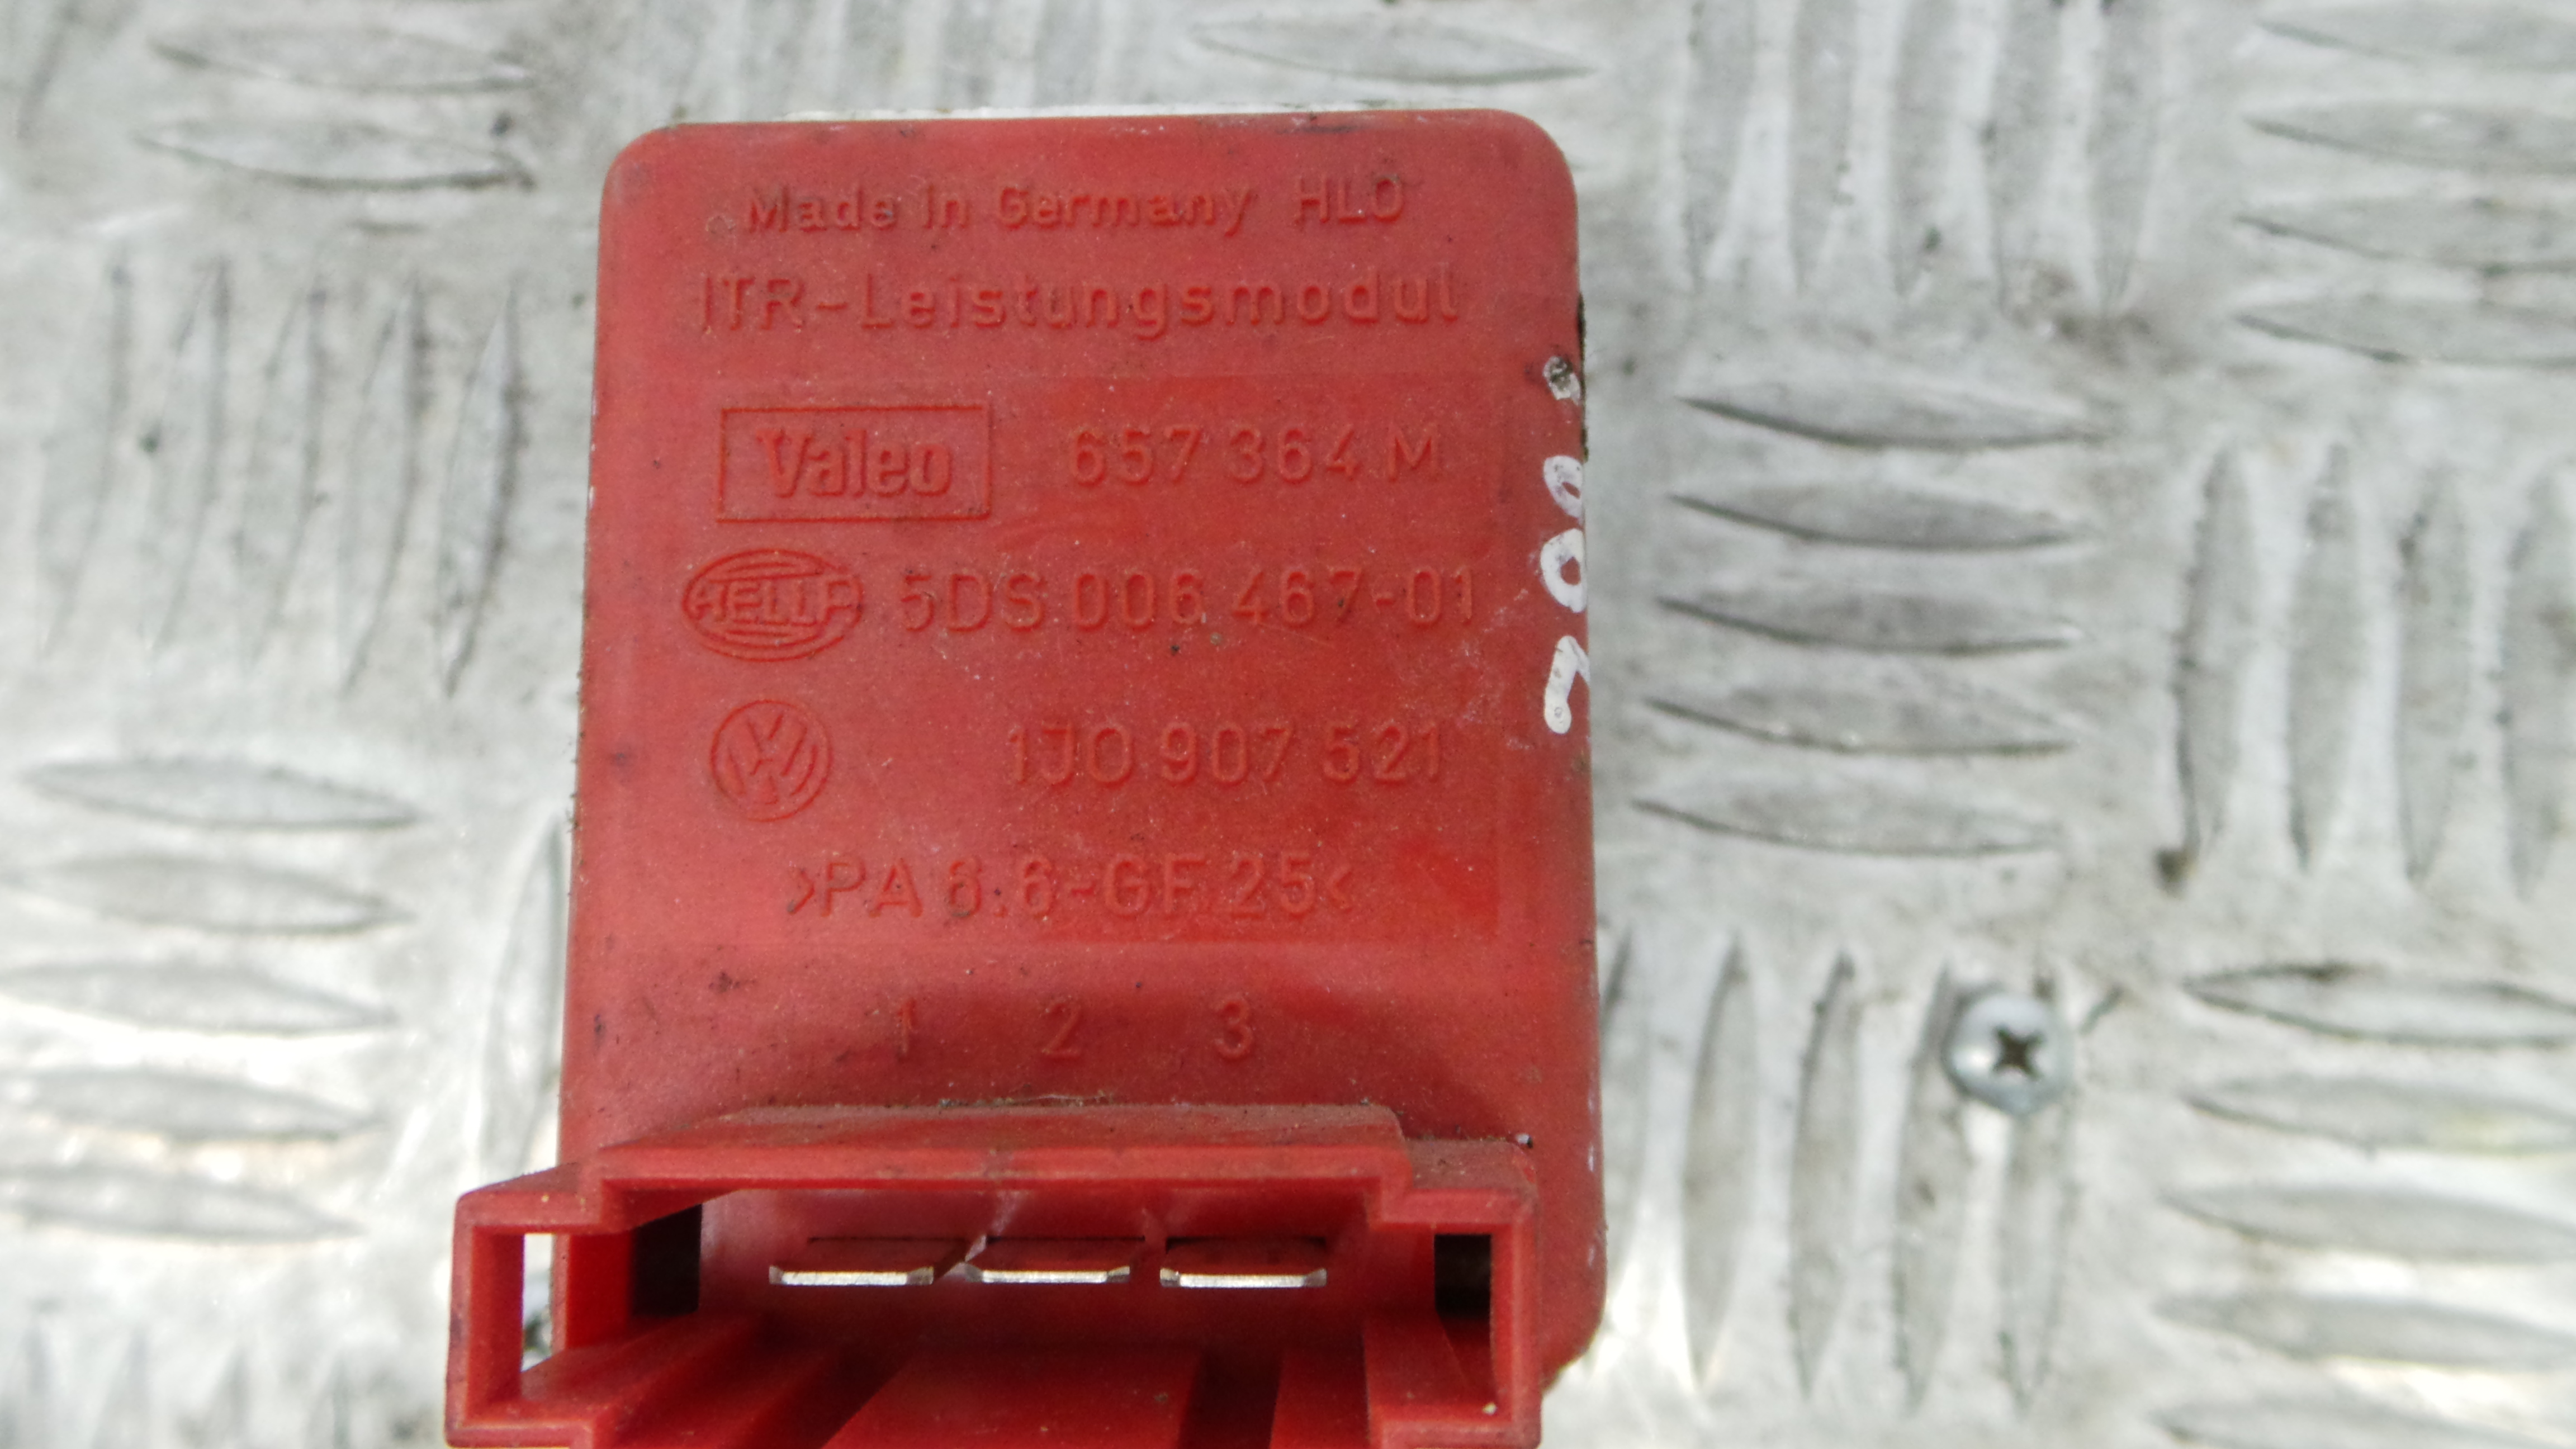 Made in Germany HLO
ITR-Leistungsmodul
Valeo 657 364 M
HELLA 5DS 006 467-01
VW 1J0 907 521
>PA 6.6-GF 25<
1 2 3